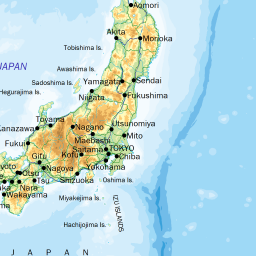 Aomori
Akita
Morioka
Tobishima Is.
JAPAN
Awashima Is.
Sadoshima Is.
Yamagata
Sendai
Hegurajima Is.
Niigata
Fukushima
Toyama
Utsunomiya
Kanazawa
Nagano
Mito
Maebashi
Fukui
Saitama
TOKYO
Gifu
Kofu
Chiba
yoto
Otsu
Nagoya
Yokohama
aka
Tsu
Shizuoka
Oshima Is.
Nara
Wakayama
Miyakejima Is.
IZU ISLANDS
Hachijojima Is.
J A P A N